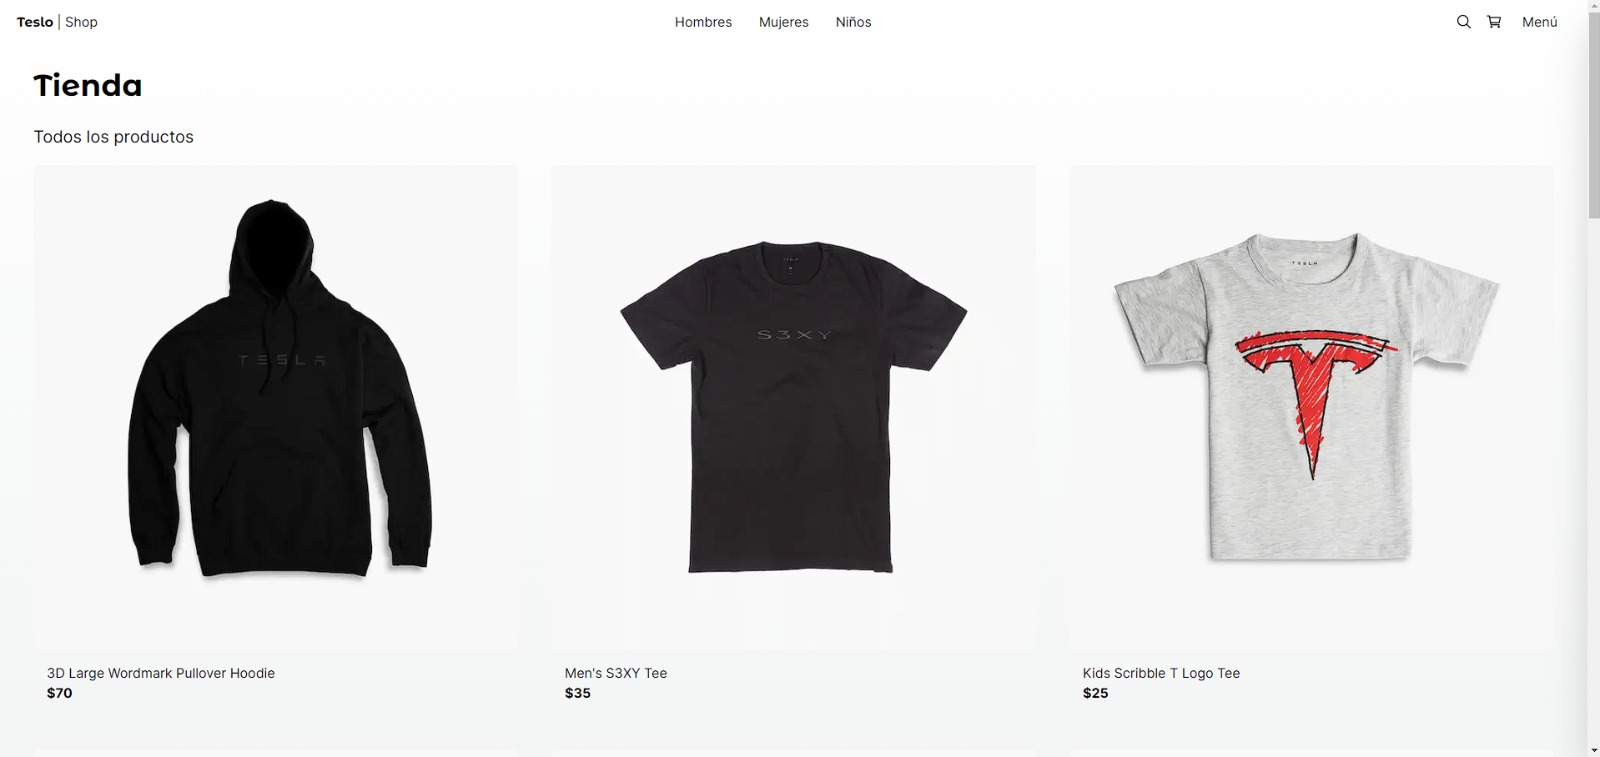 Teslo | Shop
Hombres Mujeres Niños
Menú
Tienda
Todos los productos
TESLA
S3XY
TESLA
3D Large Wordmark Pullover Hoodie
$70
Men's S3XY Tee
$35
Kids Scribble T Logo Tee
$25